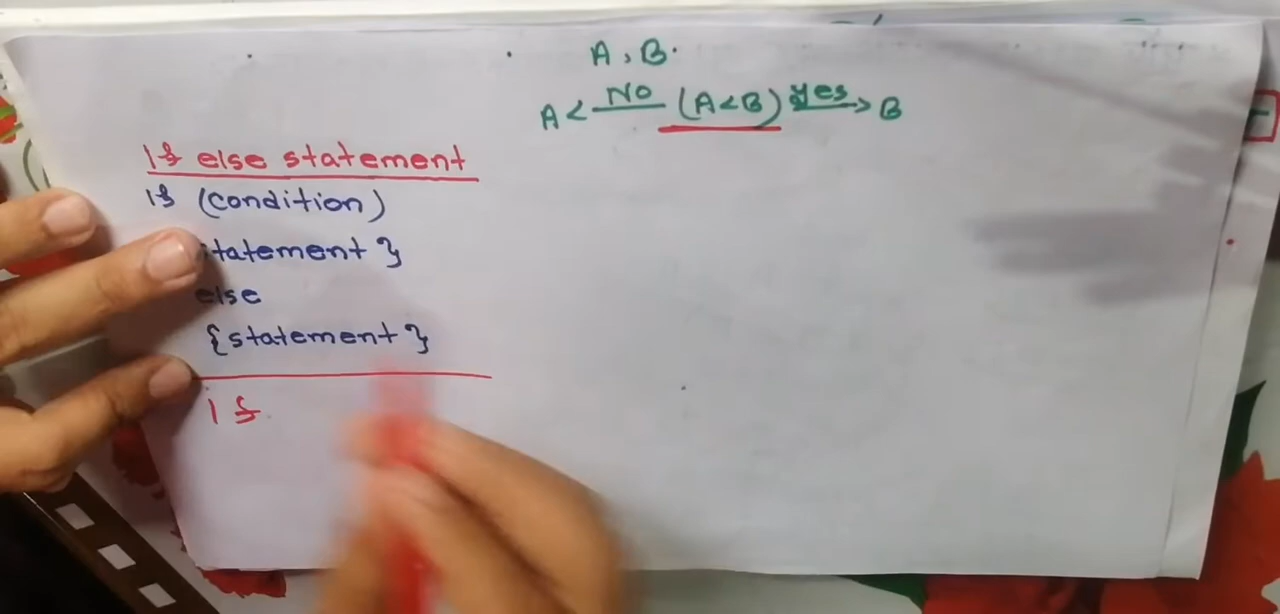 A, B.
A <—No— (A<B) —Yes—> B
If else statement
if (condition)
statement }
else
{statement }
if